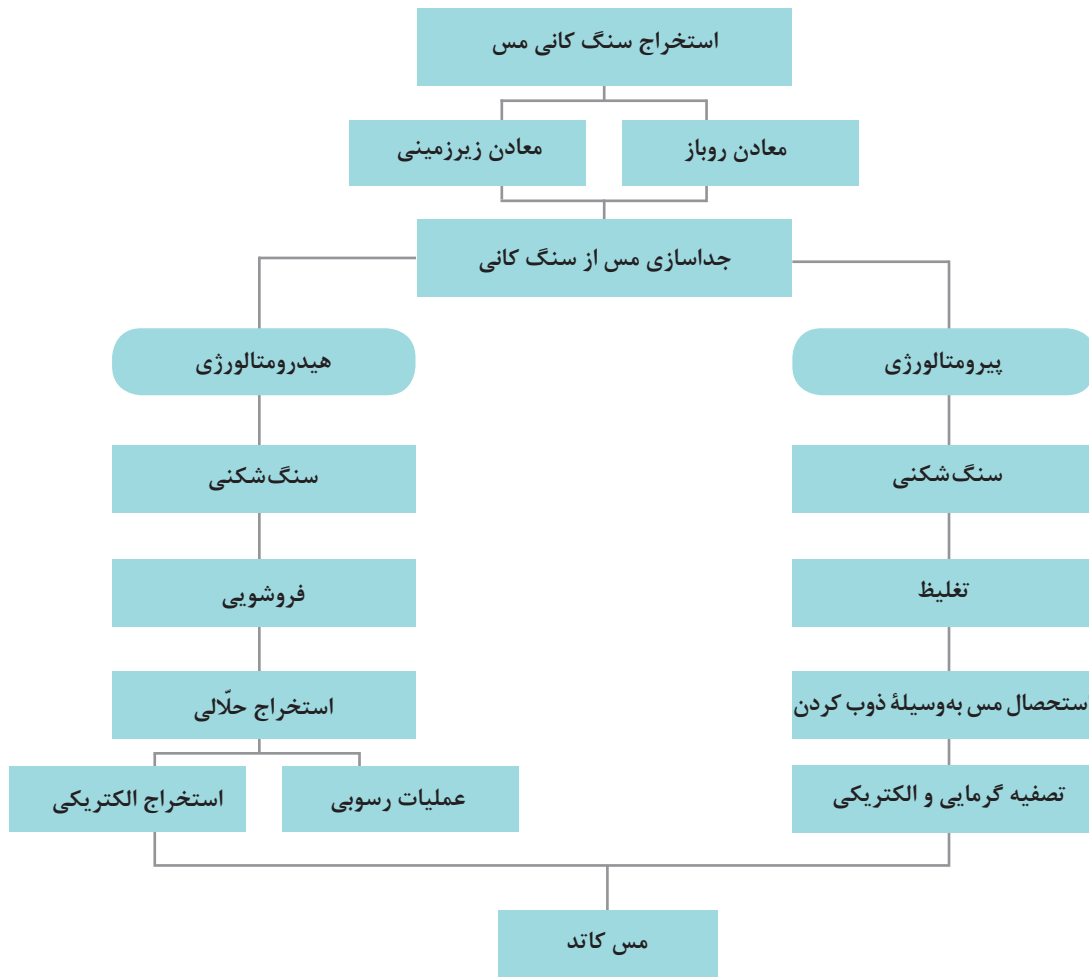 استخراج سنگ کانی مس
معادن روباز
معادن زیرزمینی
جداسازی مس از سنگ کانی
پیرومتالورژی
هیدرومتالورژی
سنگ‌شکنی
سنگ‌شکنی
تغلیظ
فروشویی
ستحصال مس به‌وسیلۀ ذوب کردن
استخراج حلّالی
تصفیه گرمایی و الکتریکی
عملیات رسوبی
استخراج الکتریکی
مس کاتد